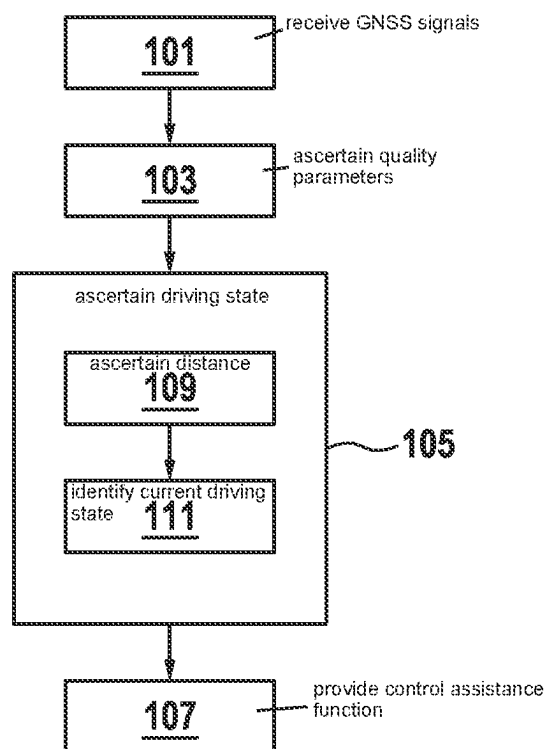 receive GNSS signals
101
ascertain quality
parameters
103
ascertain driving state
ascertain distance
109
105
identify current driving
state
111
provide control assistance
function
107